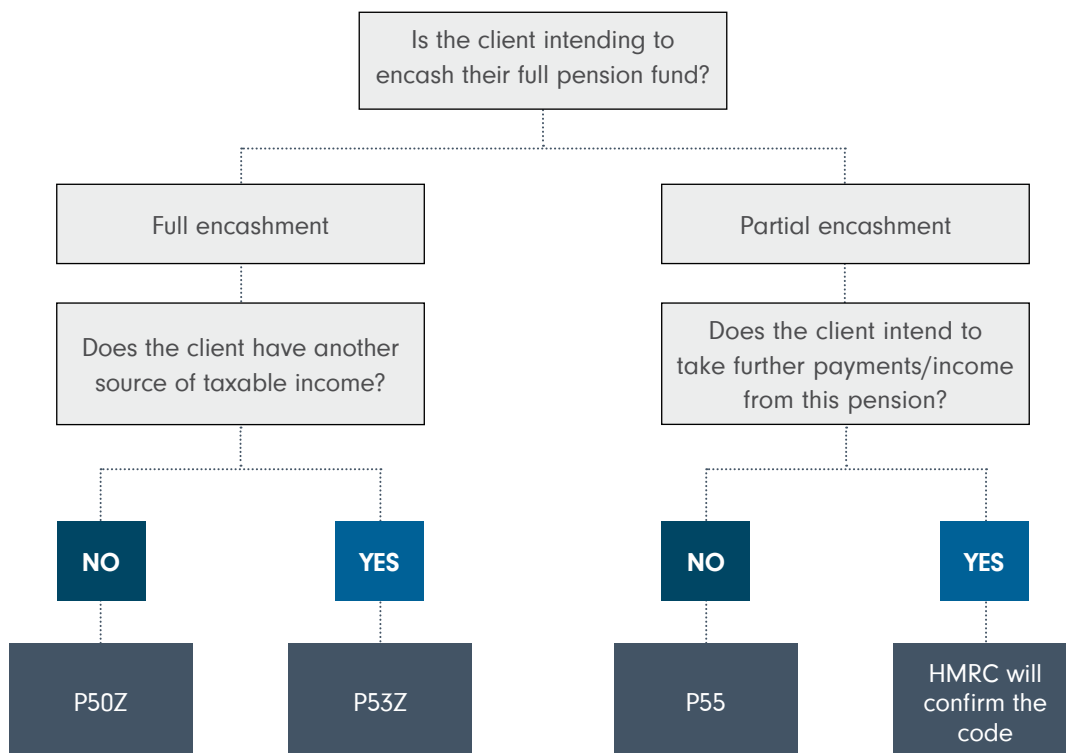 Is the client intending to
encash their full pension fund?
Full encashment
Partial encashment
Does the client have another
source of taxable income?
Does the client intend to
take further payments/income
from this pension?
NO
YES
NO
YES
P50Z
P53Z
P55
HMRC will
confirm the
code